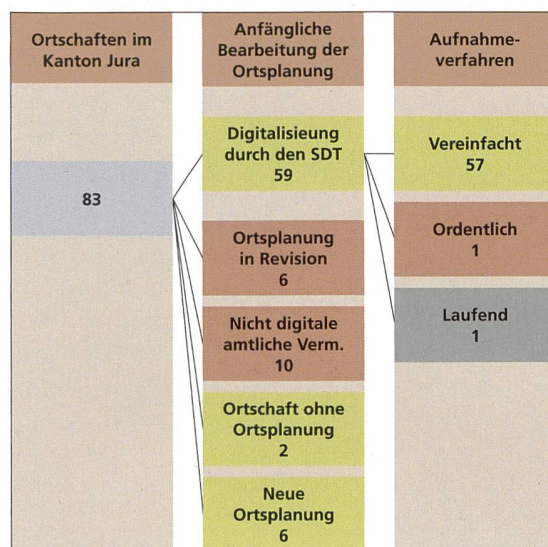 Ortschaften im
Kanton Jura
83
Anfängliche
Bearbeitung der
Ortsplanung
Digitalisieung
durch den SDT
59
Ortsplanung
in Revision
6
Nicht digitale
amtliche Verm.
10
Ortschaft ohne
Ortsplanung
2
Neue
Ortsplanung
6
Aufnahme-
verfahren
Vereinfacht
57
Ordentlich
1
Laufend
1